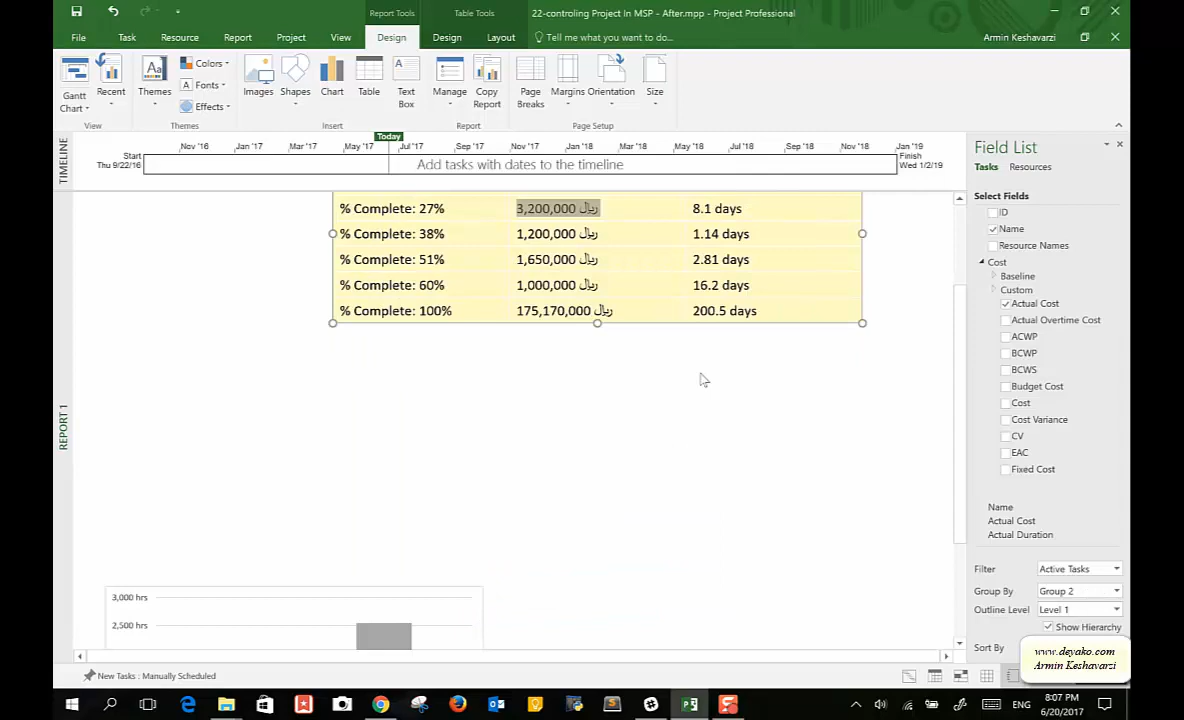 Report Tools
Table Tools
22-controling Project In MSP - After.mpp - Project Professional
File
Task
Resource
Report
Project
View
Design
Design
Layout
Tell me what you want to do...
Armin Keshavarzi
Gantt Chart
Recent
Themes
Colors
Fonts
Effects
Images
Shapes
Chart
Table
Text Box
Manage
Copy Report
Page Breaks
Margins
Orientation
Size
View
Themes
Insert
Report
Page Setup
TIMELINE
Today
Start
Thu 9/22/16
Nov '16
Jan '17
Mar '17
May '17
Jul '17
Sep '17
Nov '17
Jan '18
Mar '18
May '18
Jul '18
Sep '18
Nov '18
Jan '19
Add tasks with dates to the timeline
Finish
Wed 1/2/19
% Complete: 27% 3,200,000 ریال 8.1 days
% Complete: 38% 1,200,000 ریال 1.14 days
% Complete: 51% 1,650,000 ریال 2.81 days
% Complete: 60% 1,000,000 ریال 16.2 days
% Complete: 100% 175,170,000 ریال 200.5 days
REPORT 1
3,000 hrs
2,500 hrs
Field List
Tasks
Resources
Select Fields
ID
Name
Resource Names
Cost
Baseline
Custom
Actual Cost
Actual Overtime Cost
ACWP
BCWP
BCWS
Budget Cost
Cost
Cost Variance
CV
EAC
Fixed Cost
Name
Actual Cost
Actual Duration
Filter Active Tasks
Group By Group 2
Outline Level Level 1
Show Hierarchy
Sort By
www.deyako.com
Armin Keshavarzi
New Tasks : Manually Scheduled
ENG
8:07 PM
6/20/2017